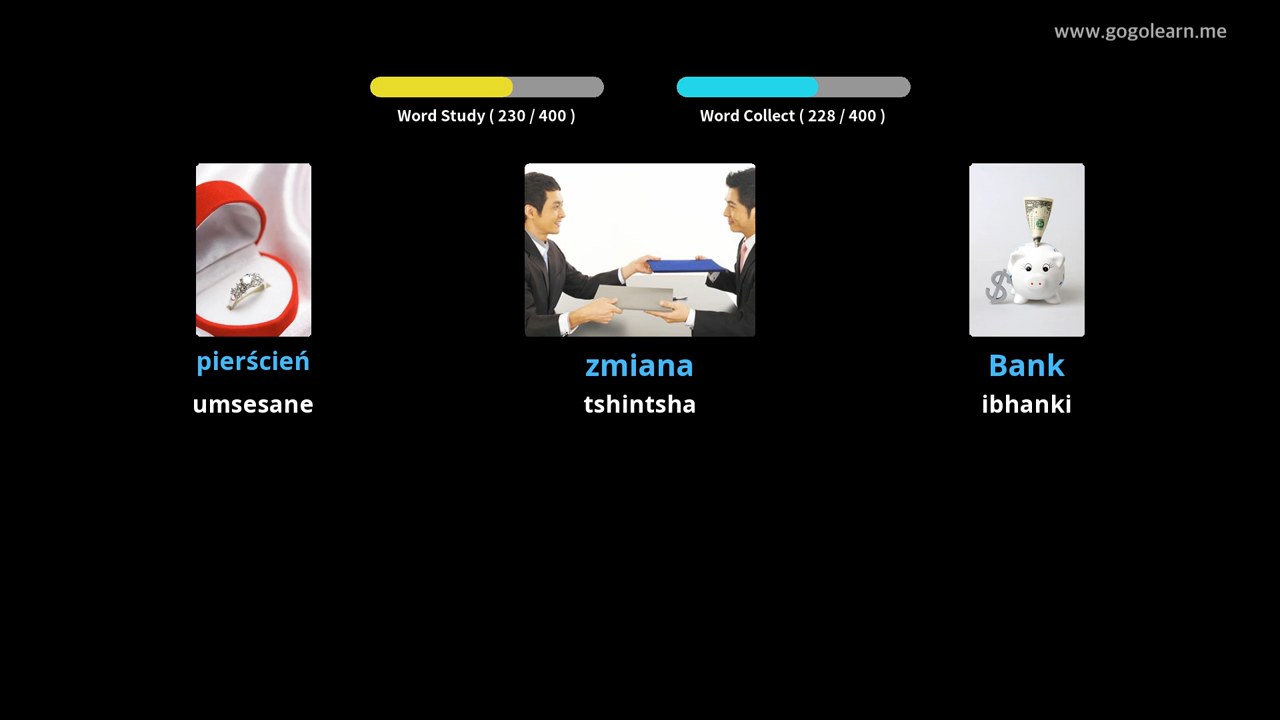 www.gogolearn.me
Word Study ( 230 / 400 )
Word Collect ( 228 / 400 )
pierścień
zmiana
Bank
umsesane
tshintsha
ibhanki